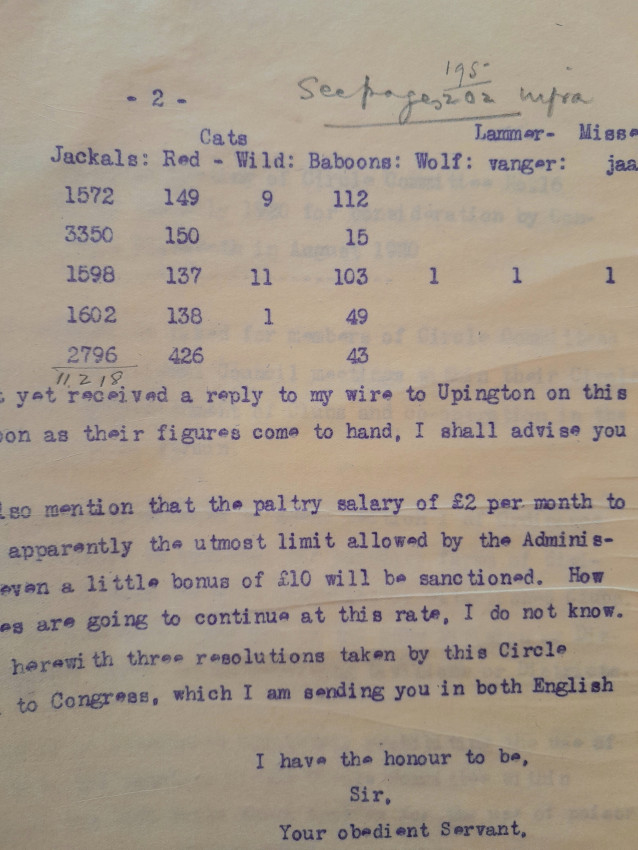 195
- 2 - See pages 202 infra
Cats Lammer- Misse
Jackals: Red - Wild: Baboons: Wolf: vanger: jaa
1572 149 9 112
3350 150 15
1598 137 11 103 1 1 1
1602 138 1 49
2796 426 43
11218
yet received a reply to my wire to Upington on this
oon as their figures come to hand, I shall advise you
lso mention that the paltry salary of £2 per month to
apparently the utmost limit allowed by the Adminis-
even a little bonus of £10 will be sanctioned. How
es are going to continue at this rate, I do not know.
herewith three resolutions taken by this Circle
to Congress, which I am sending you in both English
I have the honour to be,
Sir,
Your obedient Servant,